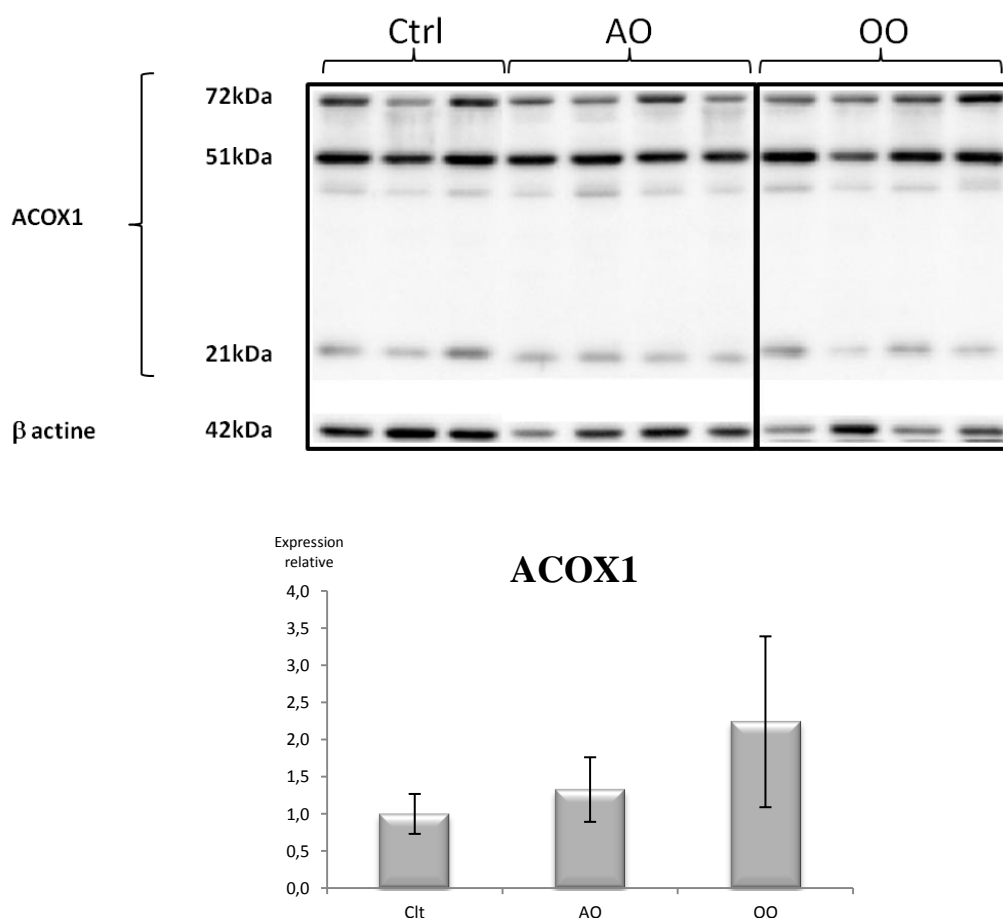 Ctrl AO OO
72kDa
51kDa
ACOX1
21kDa
β actine 42kDa
Expression
relative
ACOX1
4,0
3,5
3,0
2,5
2,0
1,5
1,0
0,5
0,0
Clt AO OO